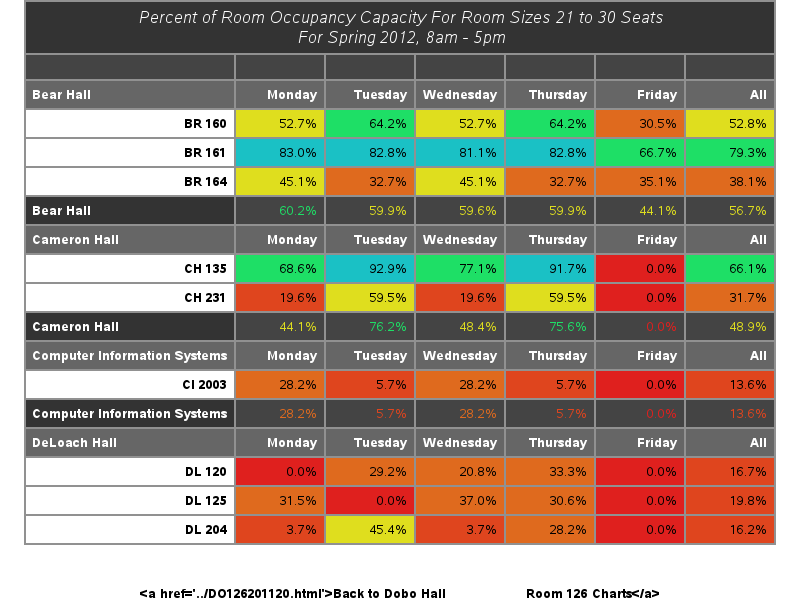 Percent of Room Occupancy Capacity For Room Sizes 21 to 30 Seats
For Spring 2012, 8am - 5pm
Bear Hall Monday Tuesday Wednesday Thursday Friday All
BR 160 52.7% 64.2% 52.7% 64.2% 30.5% 52.8%
BR 161 83.0% 82.8% 81.1% 82.8% 66.7% 79.3%
BR 164 45.1% 32.7% 45.1% 32.7% 35.1% 38.1%
Bear Hall 60.2% 59.9% 59.6% 59.9% 44.1% 56.7%
Cameron Hall Monday Tuesday Wednesday Thursday Friday All
CH 135 68.6% 92.9% 77.1% 91.7% 0.0% 66.1%
CH 231 19.6% 59.5% 19.6% 59.5% 0.0% 31.7%
Cameron Hall 44.1% 76.2% 48.4% 75.6% 0.0% 48.9%
Computer Information Systems Monday Tuesday Wednesday Thursday Friday All
CI 2003 28.2% 5.7% 28.2% 5.7% 0.0% 13.6%
Computer Information Systems 28.2% 5.7% 28.2% 5.7% 0.0% 13.6%
DeLoach Hall Monday Tuesday Wednesday Thursday Friday All
DL 120 0.0% 29.2% 20.8% 33.3% 0.0% 16.7%
DL 125 31.5% 0.0% 37.0% 30.6% 0.0% 19.8%
DL 204 3.7% 45.4% 3.7% 28.2% 0.0% 16.2%
<a href='../DO126201120.html'>Back to Dobo Hall Room 126 Charts</a>